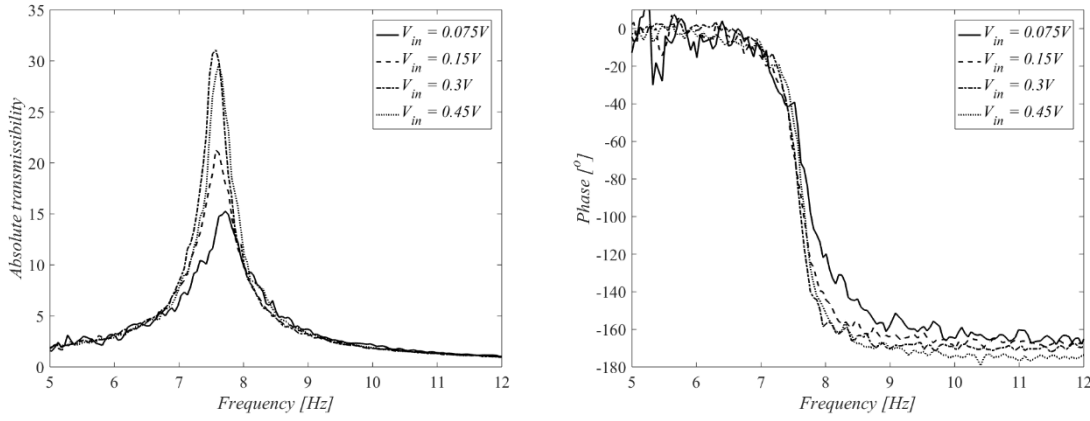 35
30
25
20
15
10
5
0
Absolute transmissibility
V_in = 0.075V
V_in = 0.15V
V_in = 0.3V
V_in = 0.45V
5 6 7 8 9 10 11 12
Frequency [Hz]
0
-20
-40
-60
-80
-100
-120
-140
-160
-180
Phase [°]
V_in = 0.075V
V_in = 0.15V
V_in = 0.3V
V_in = 0.45V
5 6 7 8 9 10 11 12
Frequency [Hz]